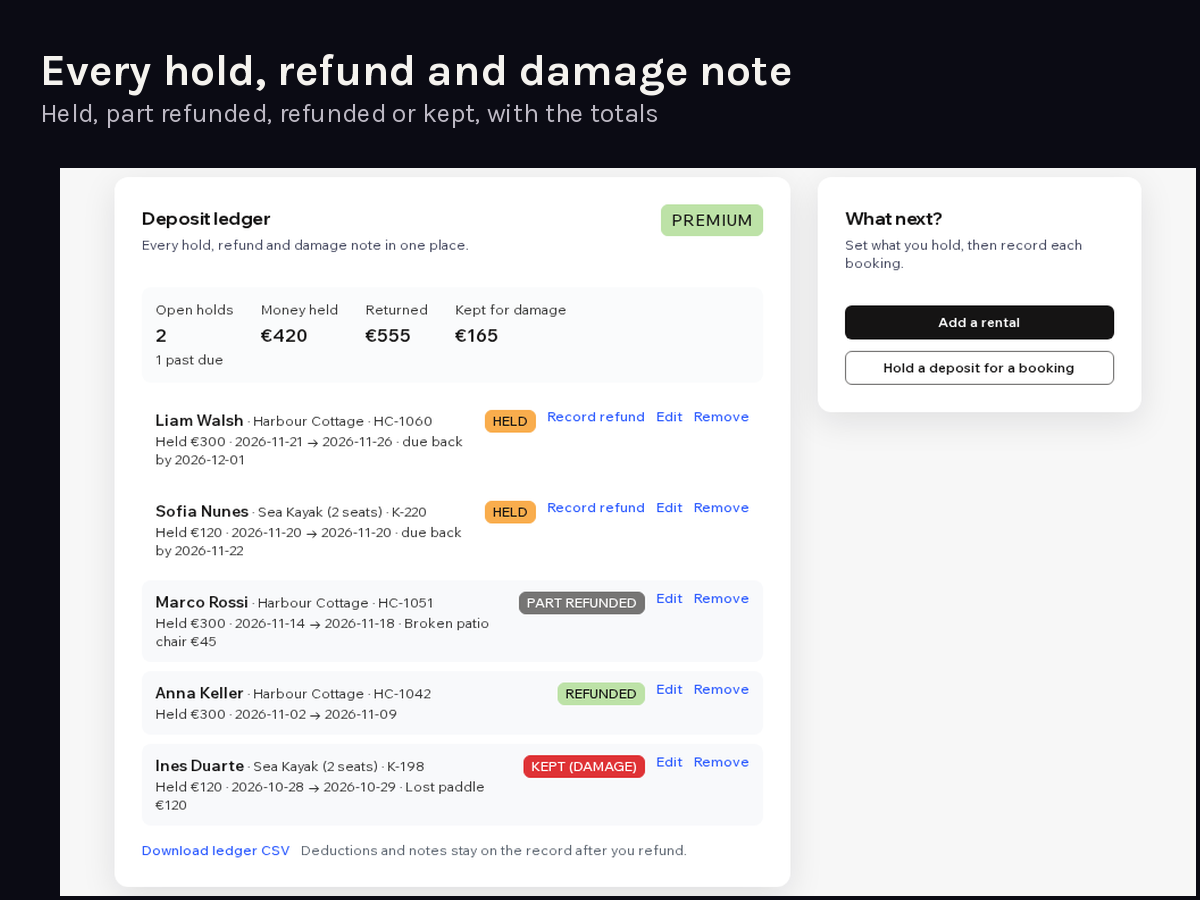 Every hold, refund and damage note
Held, part refunded, refunded or kept, with the totals
Deposit ledger
PREMIUM
Every hold, refund and damage note in one place.
Open holds
2
1 past due
Money held
€420
Returned
€555
Kept for damage
€165
Liam Walsh · Harbour Cottage · HC-1060
Held €300 · 2026-11-21 → 2026-11-26 · due back
by 2026-12-01
HELD
Record refund Edit Remove
Sofia Nunes · Sea Kayak (2 seats) · K-220
Held €120 · 2026-11-20 → 2026-11-20 · due back
by 2026-11-22
HELD
Record refund Edit Remove
Marco Rossi · Harbour Cottage · HC-1051
Held €300 · 2026-11-14 → 2026-11-18 · Broken patio
chair €45
PART REFUNDED
Edit Remove
Anna Keller · Harbour Cottage · HC-1042
Held €300 · 2026-11-02 → 2026-11-09
REFUNDED
Edit Remove
Ines Duarte · Sea Kayak (2 seats) · K-198
Held €120 · 2026-10-28 → 2026-10-29 · Lost paddle
€120
KEPT (DAMAGE)
Edit Remove
Download ledger CSV Deductions and notes stay on the record after you refund.
What next?
Set what you hold, then record each
booking.
Add a rental
Hold a deposit for a booking